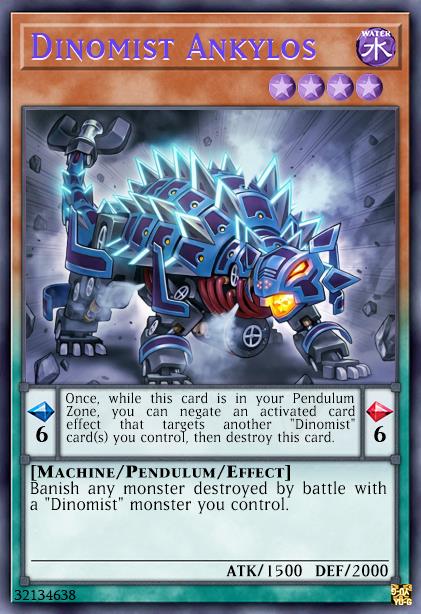 Dinomist Ankylos
WATER
水
6
Once, while this card is in your Pendulum
Zone, you can negate an activated card
effect that targets another "Dinomist"
card(s) you control, then destroy this card.
6
[Machine/Pendulum/Effect]
Banish any monster destroyed by battle with
a "Dinomist" monster you control.
ATK/1500 DEF/2000
32134638